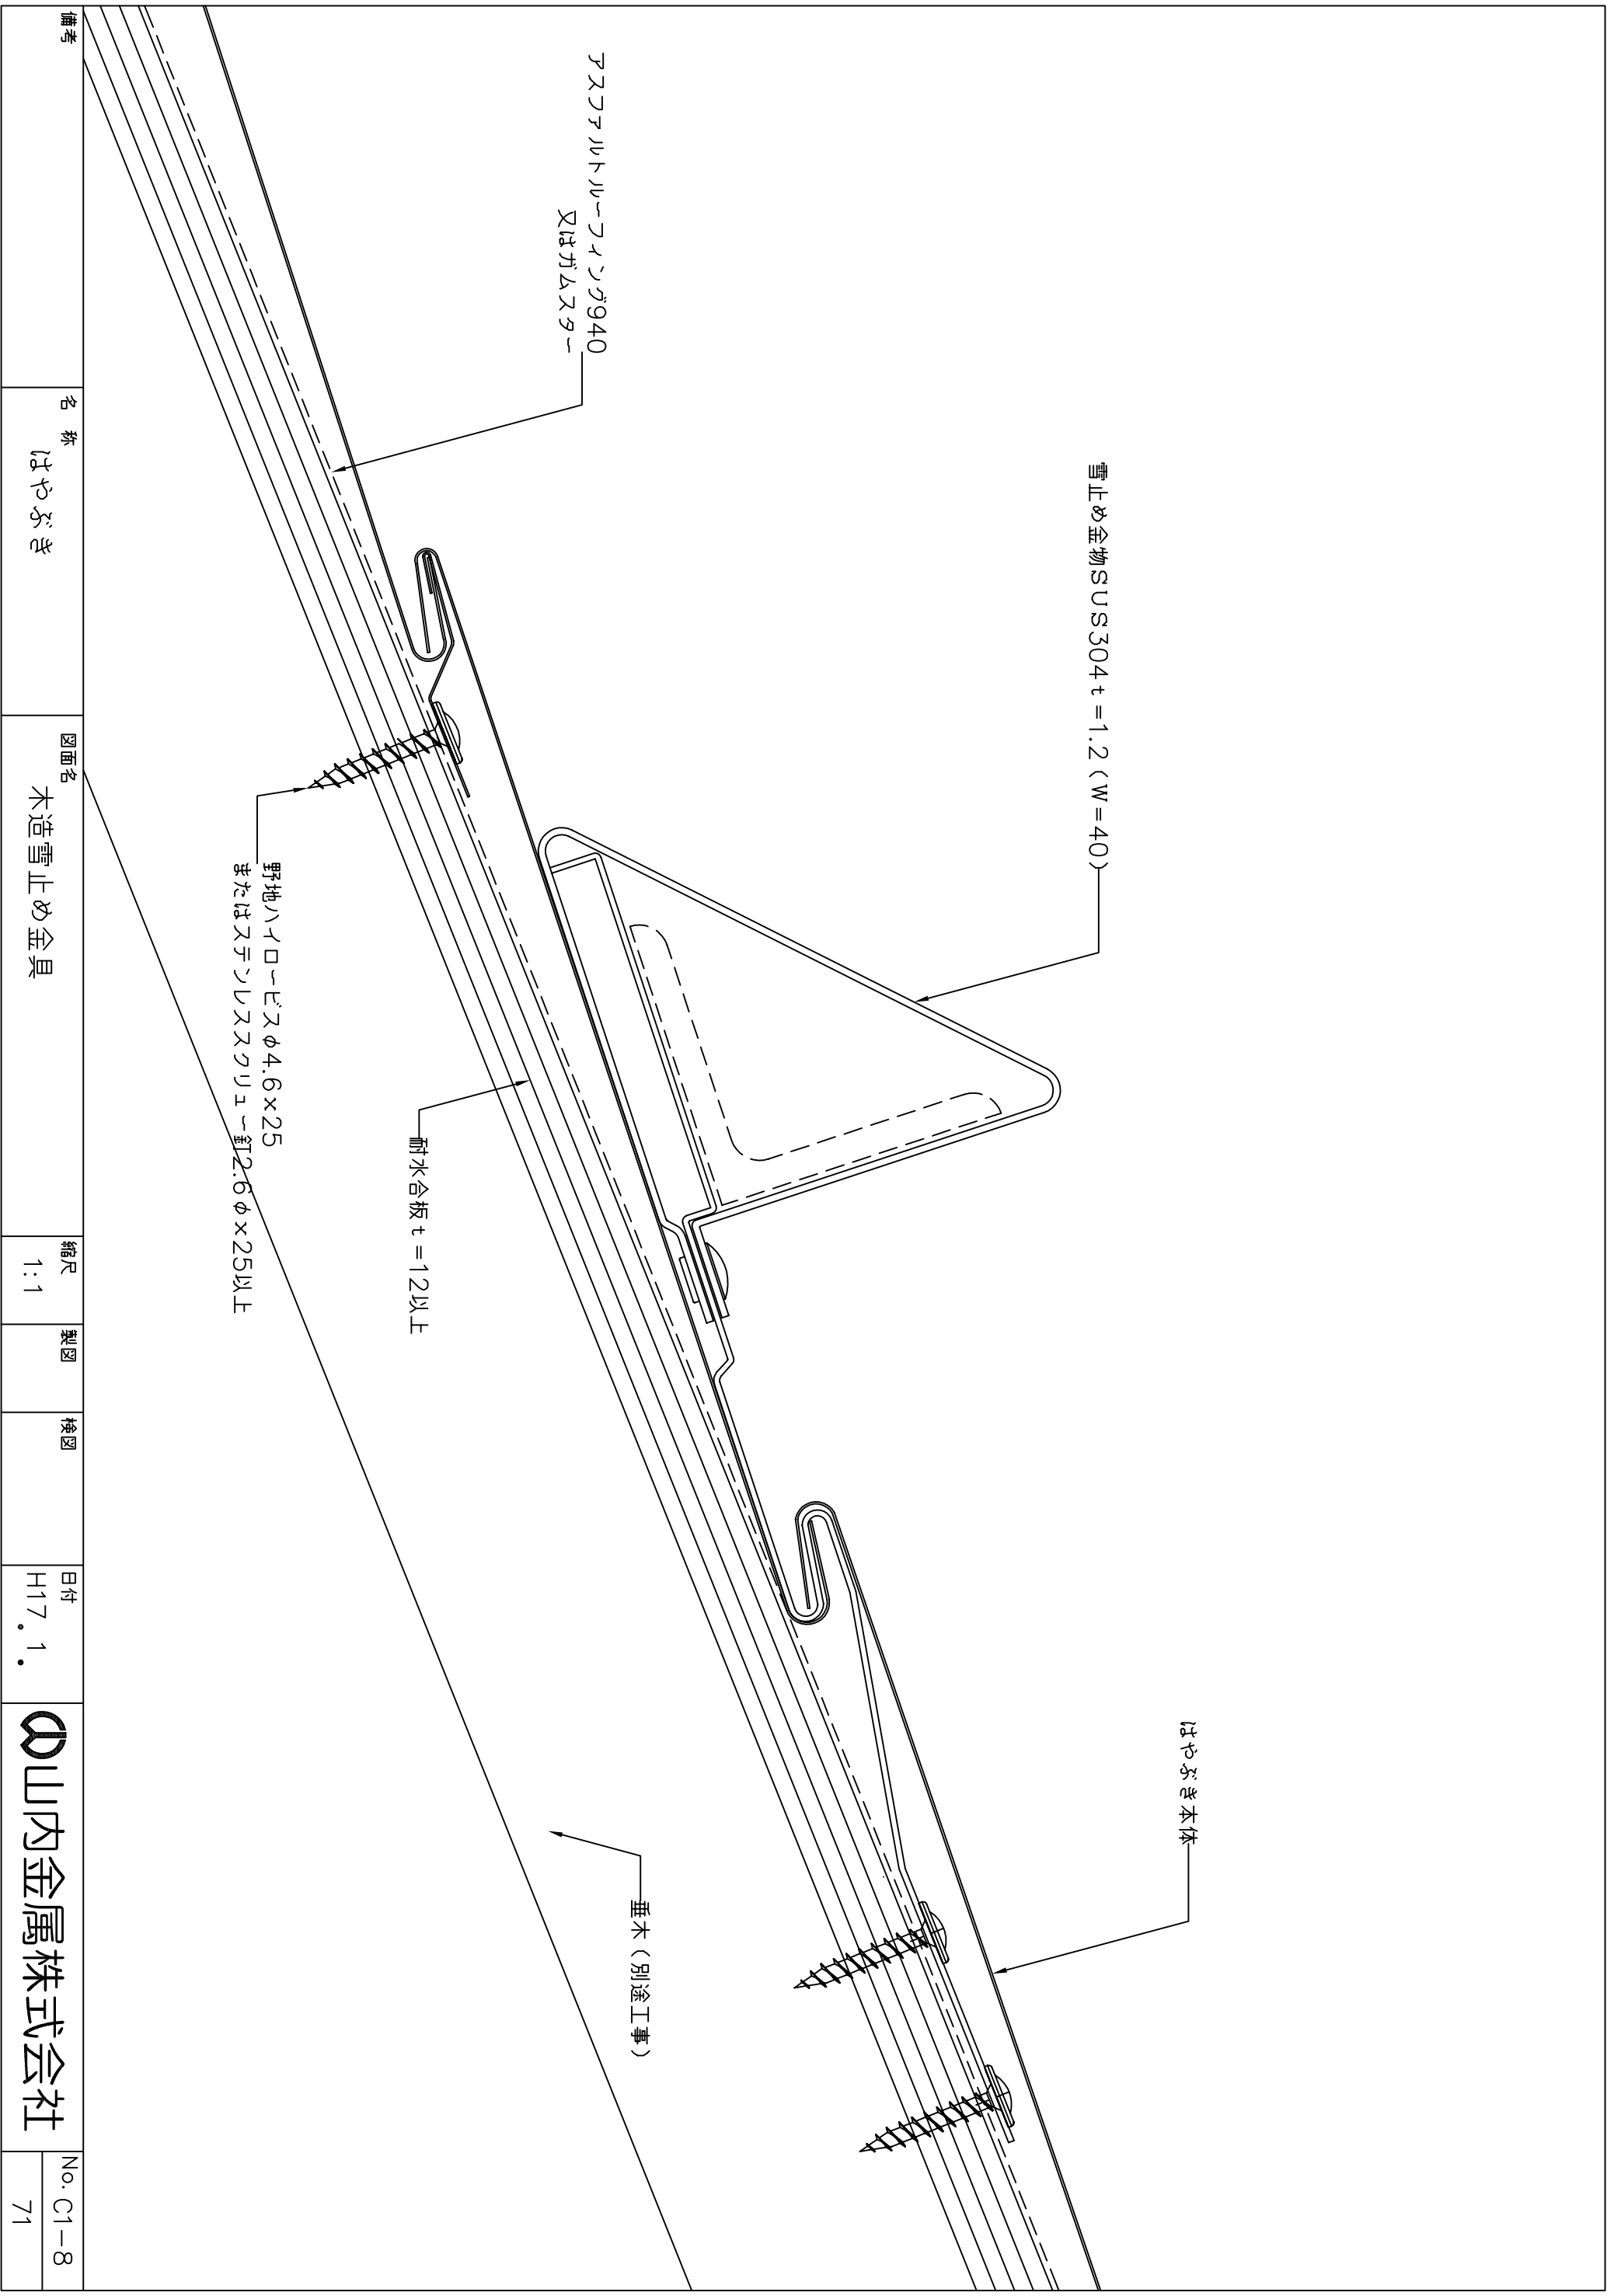 雪止め金物SUS304t=1.2(W=40)
アスファルトルーフィング940
又はガムスター
はやぶき本体
野地ハイロービスφ4.6×25
またはステンレススクリュー釘2.6φ×25以上
耐水合板t=12以上
垂木(別途工事)
備考
名 称
はやぶき
図面名
木造雪止め金具
縮尺
1:1
製図
検図
日付
H17.1.
山内金属株式会社
No. C1-8
71